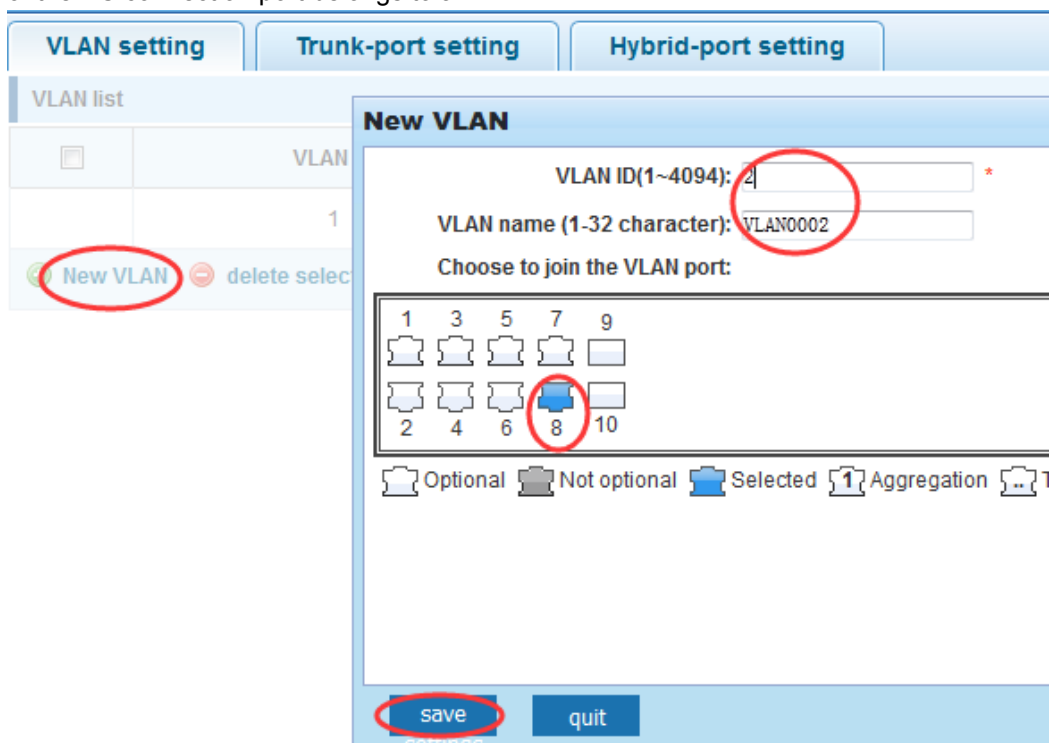 VLAN setting Trunk-port setting Hybrid-port setting
VLAN list
New VLAN
VLAN
VLAN ID(1~4094): 2 *
1
VLAN name (1-32 character): VLAN0002
New VLAN delete selec
Choose to join the VLAN port:
1 3 5 7 9
2 4 6 8 10
Optional Not optional Selected 1 Aggregation .. T
save quit